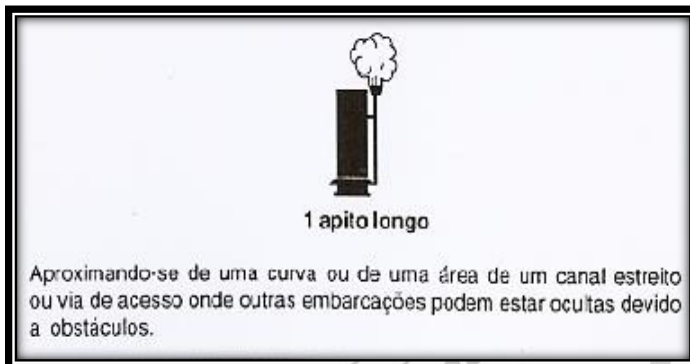 1 apito longo
Aproximando-se de uma curva ou de uma área de um canal estreito
ou via de acesso onde outras embarcações podem estar ocultas devido
a obstáculos.